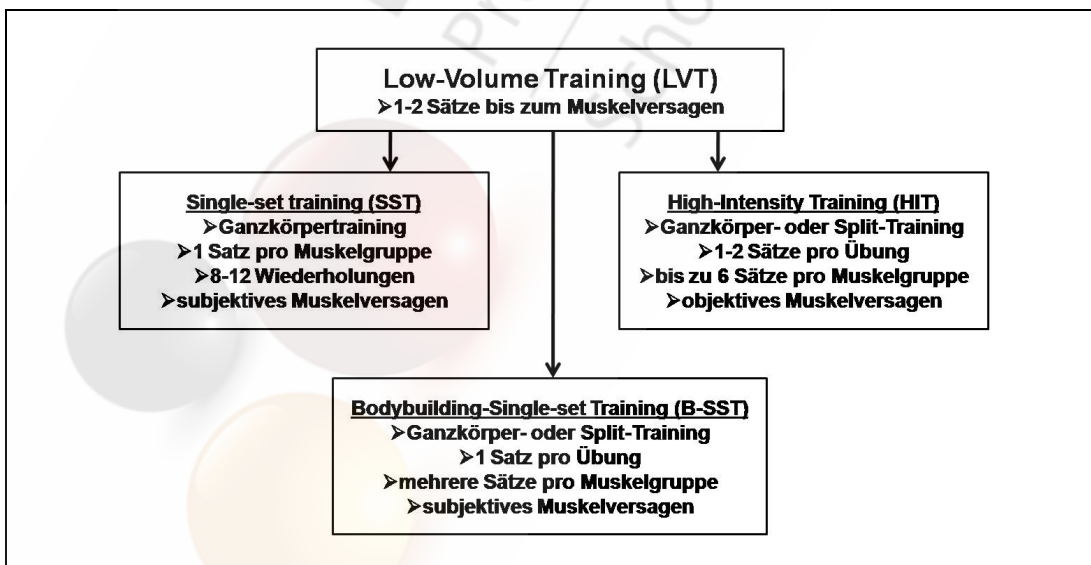 Low-Volume Training (LVT)
➢1-2 Sätze bis zum Muskelversagen
Single-set training (SST)
➢Ganzkörpertraining
➢1 Satz pro Muskelgruppe
➢8-12 Wiederholungen
➢subjektives Muskelversagen
High-Intensity Training (HIT)
➢Ganzkörper- oder Split-Training
➢1-2 Sätze pro Übung
➢bis zu 6 Sätze pro Muskelgruppe
➢objektives Muskelversagen
Bodybuilding-Single-set Training (B-SST)
➢Ganzkörper- oder Split-Training
➢1 Satz pro Übung
➢mehrere Sätze pro Muskelgruppe
➢subjektives Muskelversagen